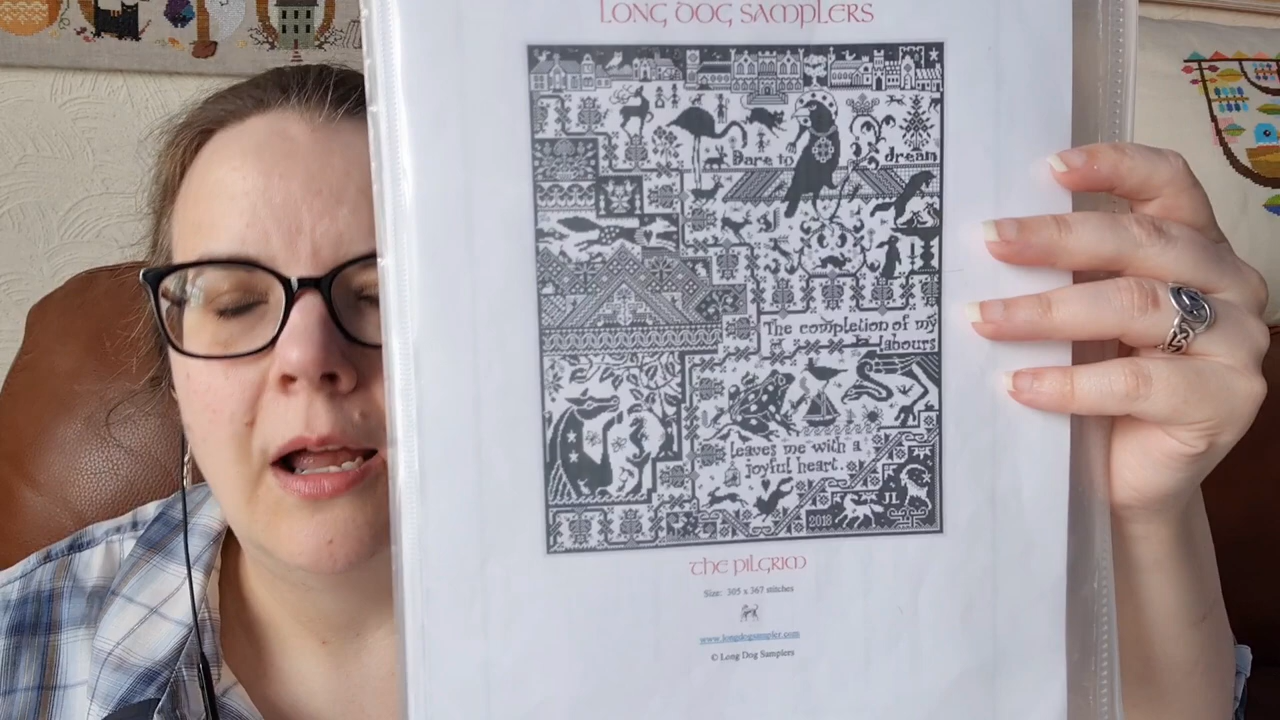 LONG DOG SAMPLERS
Dare to dream
The completion of my
labours
leaves me with a
joyful heart.
JL
2018
THE PILGRIM
Size: 305 x 367 stitches
www.longdogsampler.com
© Long Dog Samplers